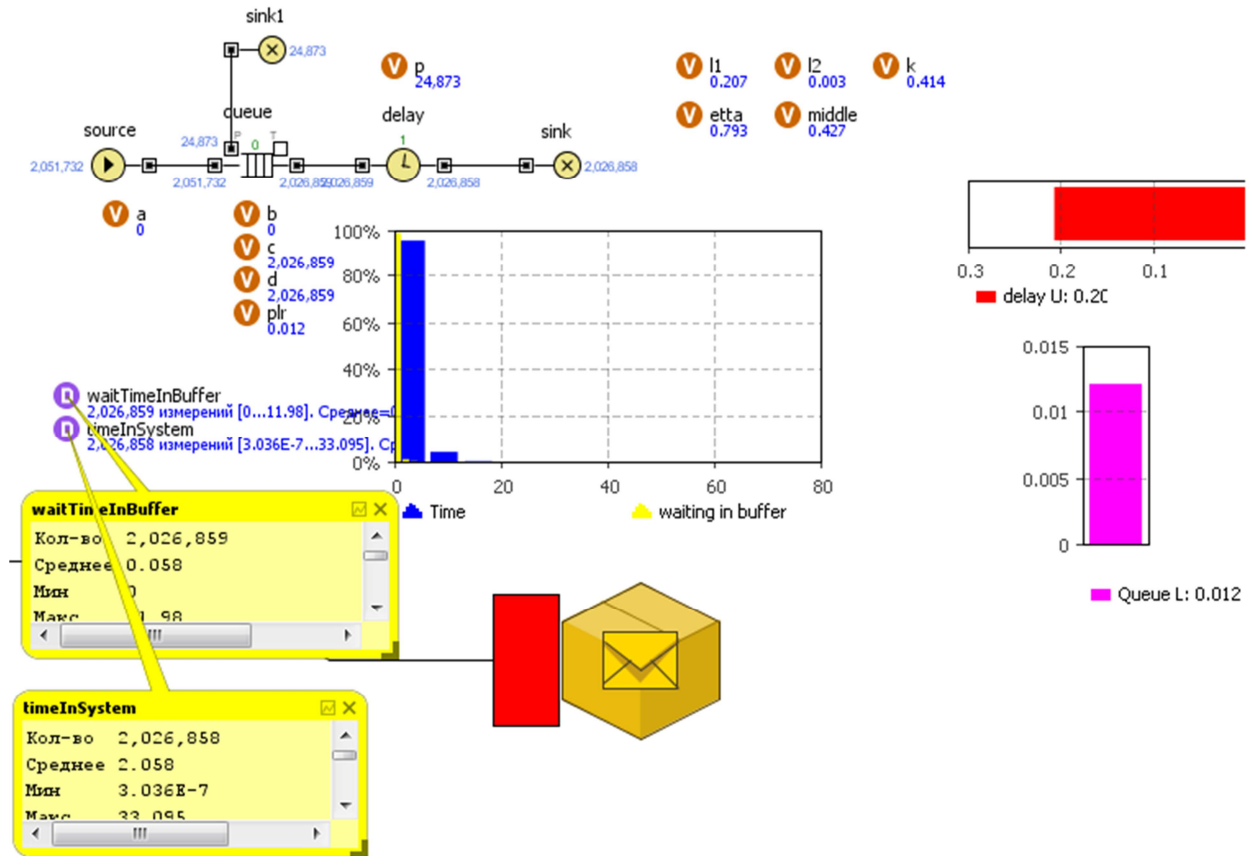 sink1
24,873
p
24,873
l1
0.207
l2
0.003
k
0.414
etta
0.793
middle
0.427
queue
delay
sink
source
24,873
P
T
0
1
2,051,732
2,051,732
2,026,859
2,026,859
2,026,858
2,026,858
a
0
b
0
c
2,026,859
d
2,026,859
plr
0.012
100%
80%
60%
40%
20%
0%
0
20
40
60
80
Time
waiting in buffer
0.3
0.2
0.1
delay U: 0.20
0.015
0.01
0.005
0
Queue L: 0.012
waitTimeInBuffer
2,026,859 измерений [0...11.98]. Среднее=0
timeInSystem
2,026,858 измерений [3.036E-7...33.095]. Ср
waitTimeInBuffer
Кол-во 2,026,859
Среднее 0.058
Мин 0
Макс 11.98
timeInSystem
Кол-во 2,026,858
Среднее 2.058
Мин 3.036E-7
Макс 33.095